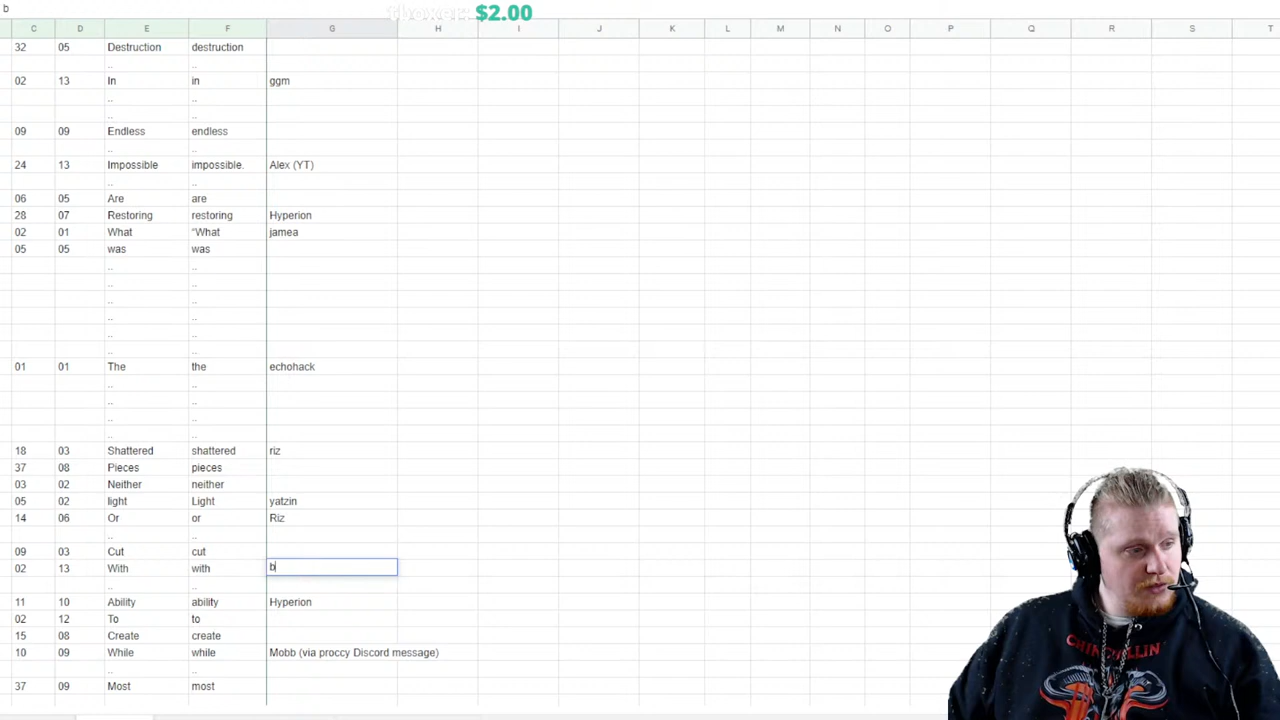 b
fboxer: $2.00
C D E F G H I J K L M N O P Q R S T
32 05 Destruction destruction
.. ..
02 13 In in ggm
.. ..
.. ..
09 09 Endless endless
.. ..
24 13 Impossible impossible. Alex (YT)
.. ..
06 05 Are are
28 07 Restoring restoring Hyperion
02 01 What “What jamea
05 05 was was
.. ..
.. ..
.. ..
.. ..
.. ..
.. ..
01 01 The the echohack
.. ..
.. ..
.. ..
.. ..
18 03 Shattered shattered riz
37 08 Pieces pieces
03 02 Neither neither
05 02 light Light yatzin
14 06 Or or Riz
.. ..
09 03 Cut cut
02 13 With with b
.. ..
11 10 Ability ability Hyperion
02 12 To to
15 08 Create create
10 09 While while Mobb (via proccy Discord message)
.. ..
37 09 Most most
CHINCHILLIN'